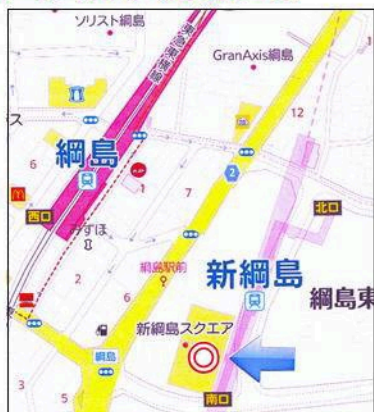 ソリスト綱島
東急東横線
GranAxis綱島
12
1
ス
綱島
6
1
7
2
西口
みずほ
北口
綱島駅前
新綱島
2
6
綱島東
新綱島スクエア
綱島
3
5
南口